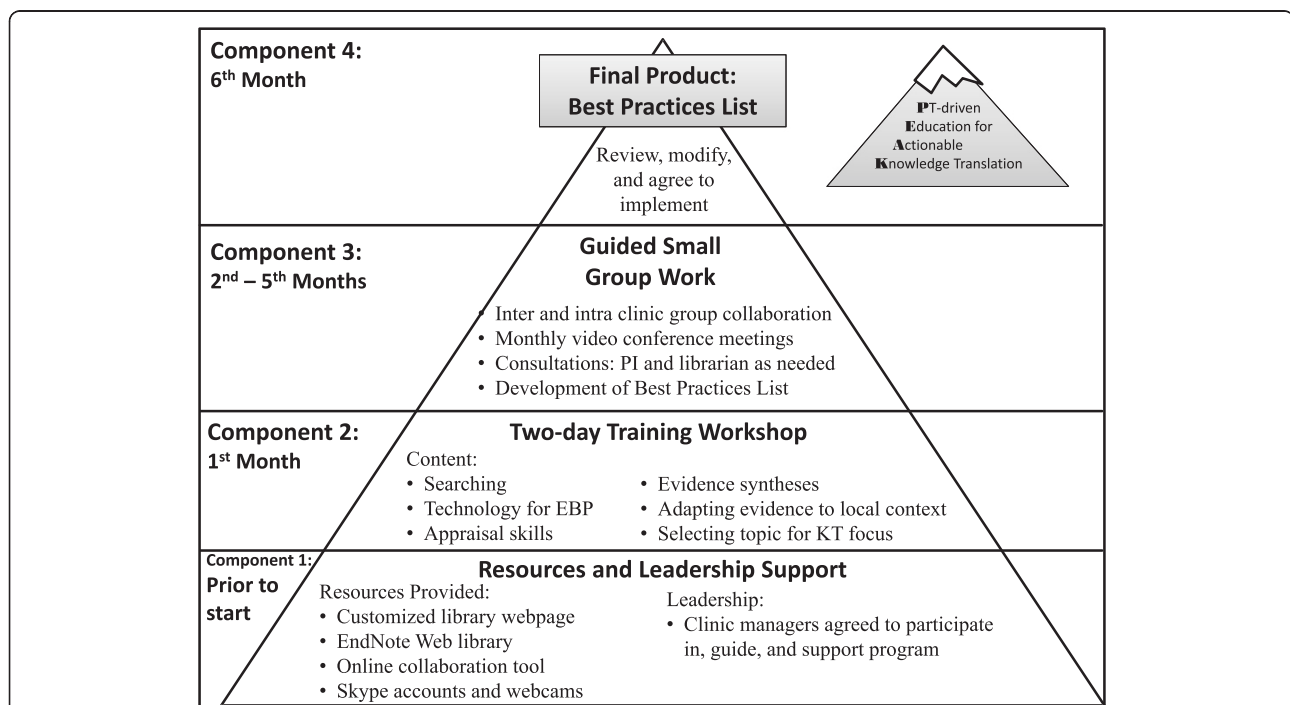 Component 4:
6th Month
Final Product:
Best Practices List
Review, modify,
and agree to
implement
PT-driven
Education for
Actionable
Knowledge Translation
Component 3:
2nd – 5th Months
Guided Small
Group Work
• Inter and intra clinic group collaboration
• Monthly video conference meetings
• Consultations: PI and librarian as needed
• Development of Best Practices List
Component 2:
1st Month
Two-day Training Workshop
Content:
• Searching
• Technology for EBP
• Appraisal skills
• Evidence syntheses
• Adapting evidence to local context
• Selecting topic for KT focus
Component 1:
Prior to
start
Resources and Leadership Support
Resources Provided:
• Customized library webpage
• EndNote Web library
• Online collaboration tool
• Skype accounts and webcams
Leadership:
• Clinic managers agreed to participate
in, guide, and support program